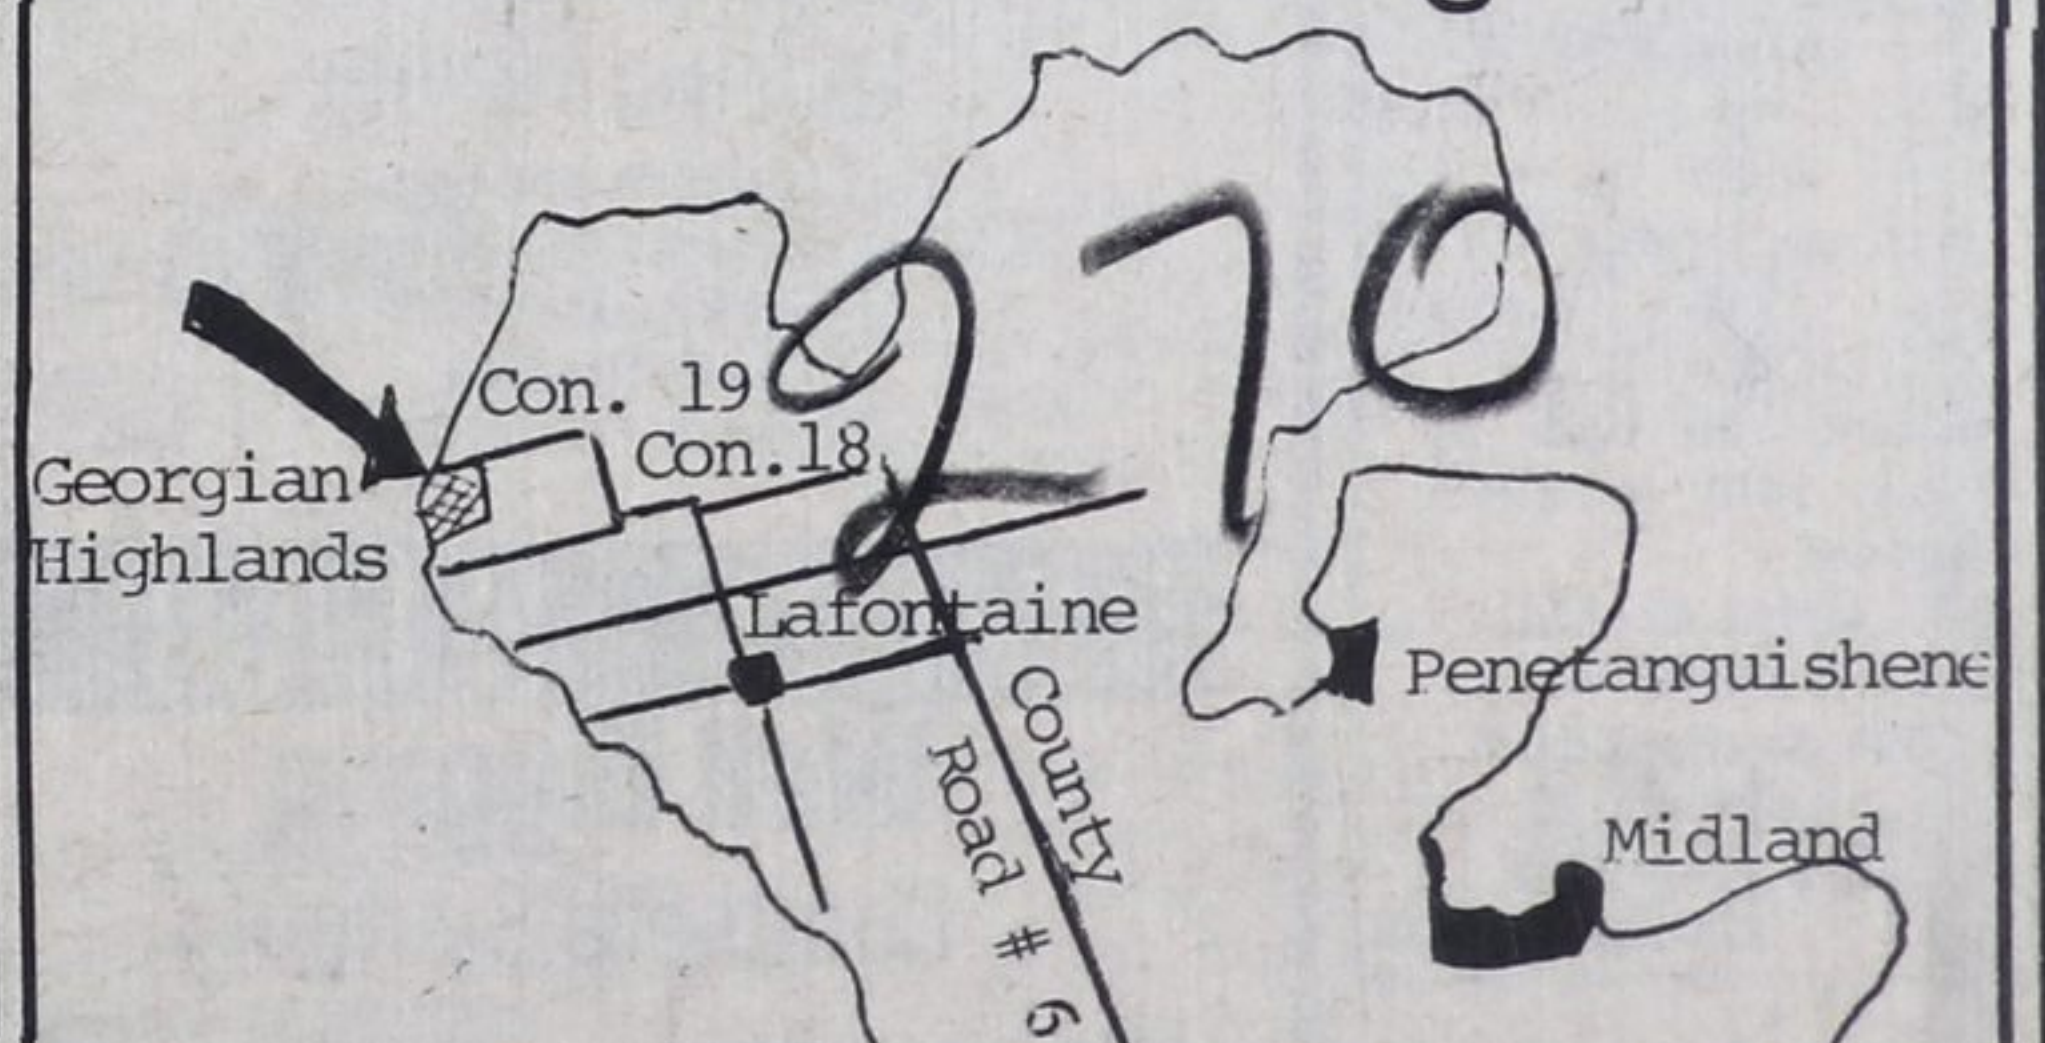 270
Con. 19
Con.18
Georgian
Highlands
Lafontaine
County
Road # 6
Penetanguishene
Midland